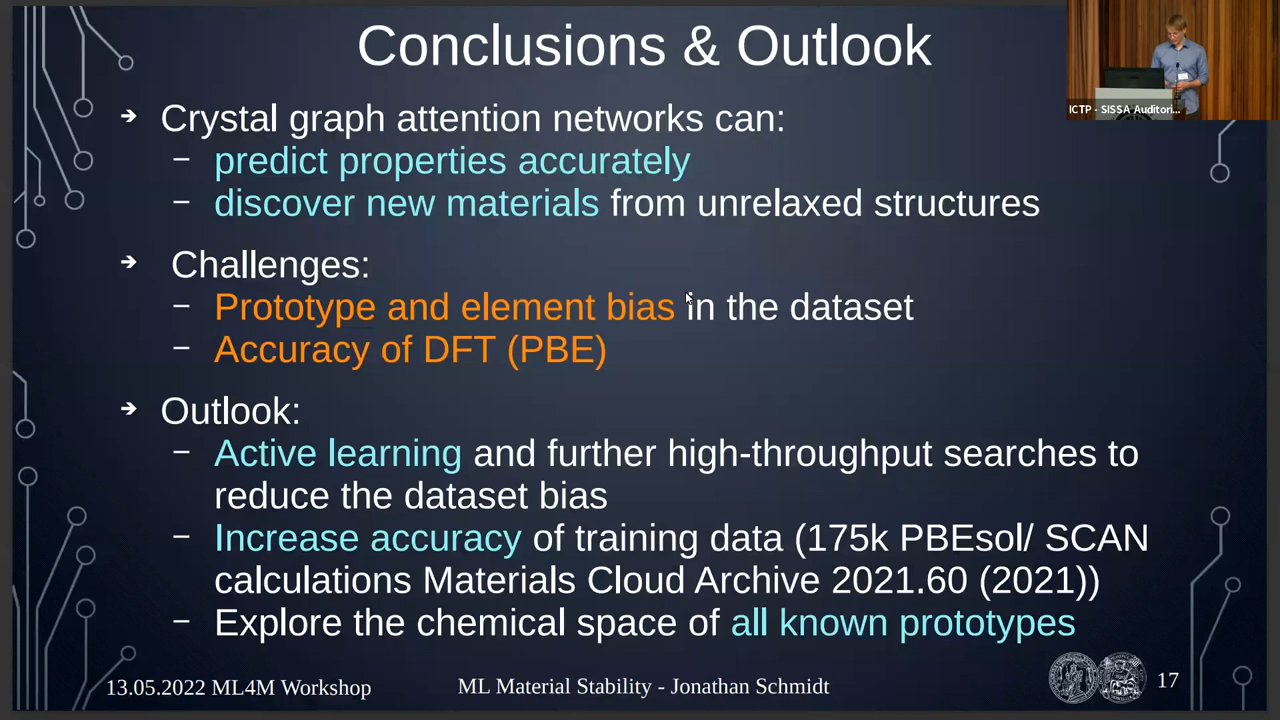 Conclusions & Outlook
ICTP - SISSA Auditori...
➔ Crystal graph attention networks can:
– predict properties accurately
– discover new materials from unrelaxed structures
➔ Challenges:
– Prototype and element bias in the dataset
– Accuracy of DFT (PBE)
➔ Outlook:
– Active learning and further high-throughput searches to
reduce the dataset bias
– Increase accuracy of training data (175k PBEsol/ SCAN
calculations Materials Cloud Archive 2021.60 (2021))
– Explore the chemical space of all known prototypes
13.05.2022 ML4M Workshop
ML Material Stability - Jonathan Schmidt
17